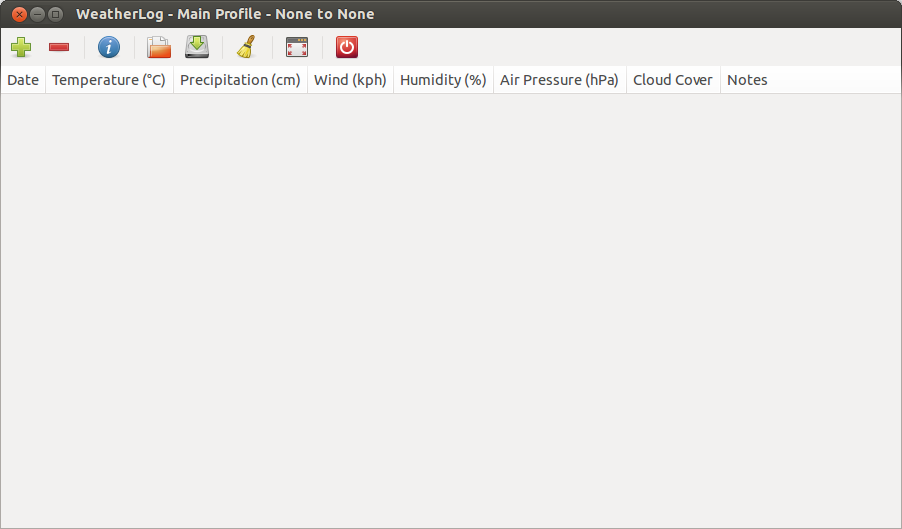 WeatherLog - Main Profile - None to None
Date Temperature (°C) Precipitation (cm) Wind (kph) Humidity (%) Air Pressure (hPa) Cloud Cover Notes